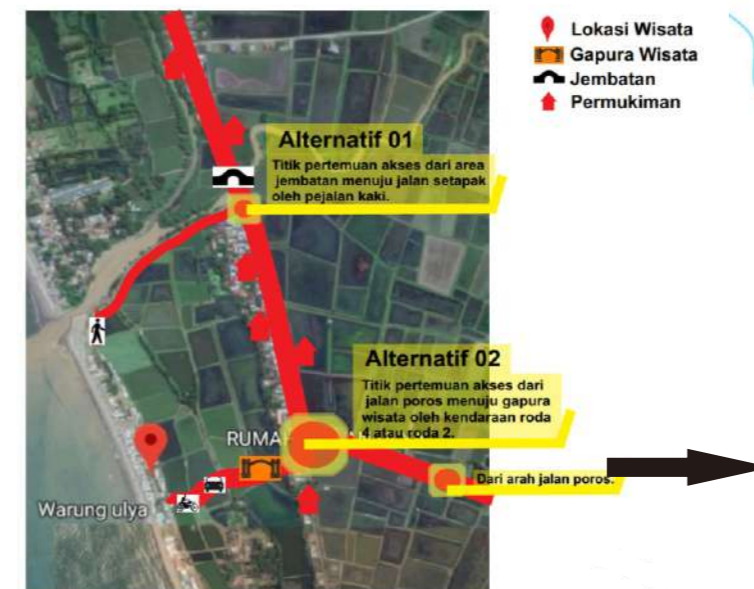 Lokasi Wisata
Gapura Wisata
Jembatan
Permukiman
Alternatif 01
Titik pertemuan akses dari area
jembatan menuju jalan setapak
oleh pejalan kaki.
Alternatif 02
Titik pertemuan akses dari
jalan poros menuju gapura
wisata oleh kendaraan roda
4 atau roda 2.
Dari arah jalan poros.
Warung ulya